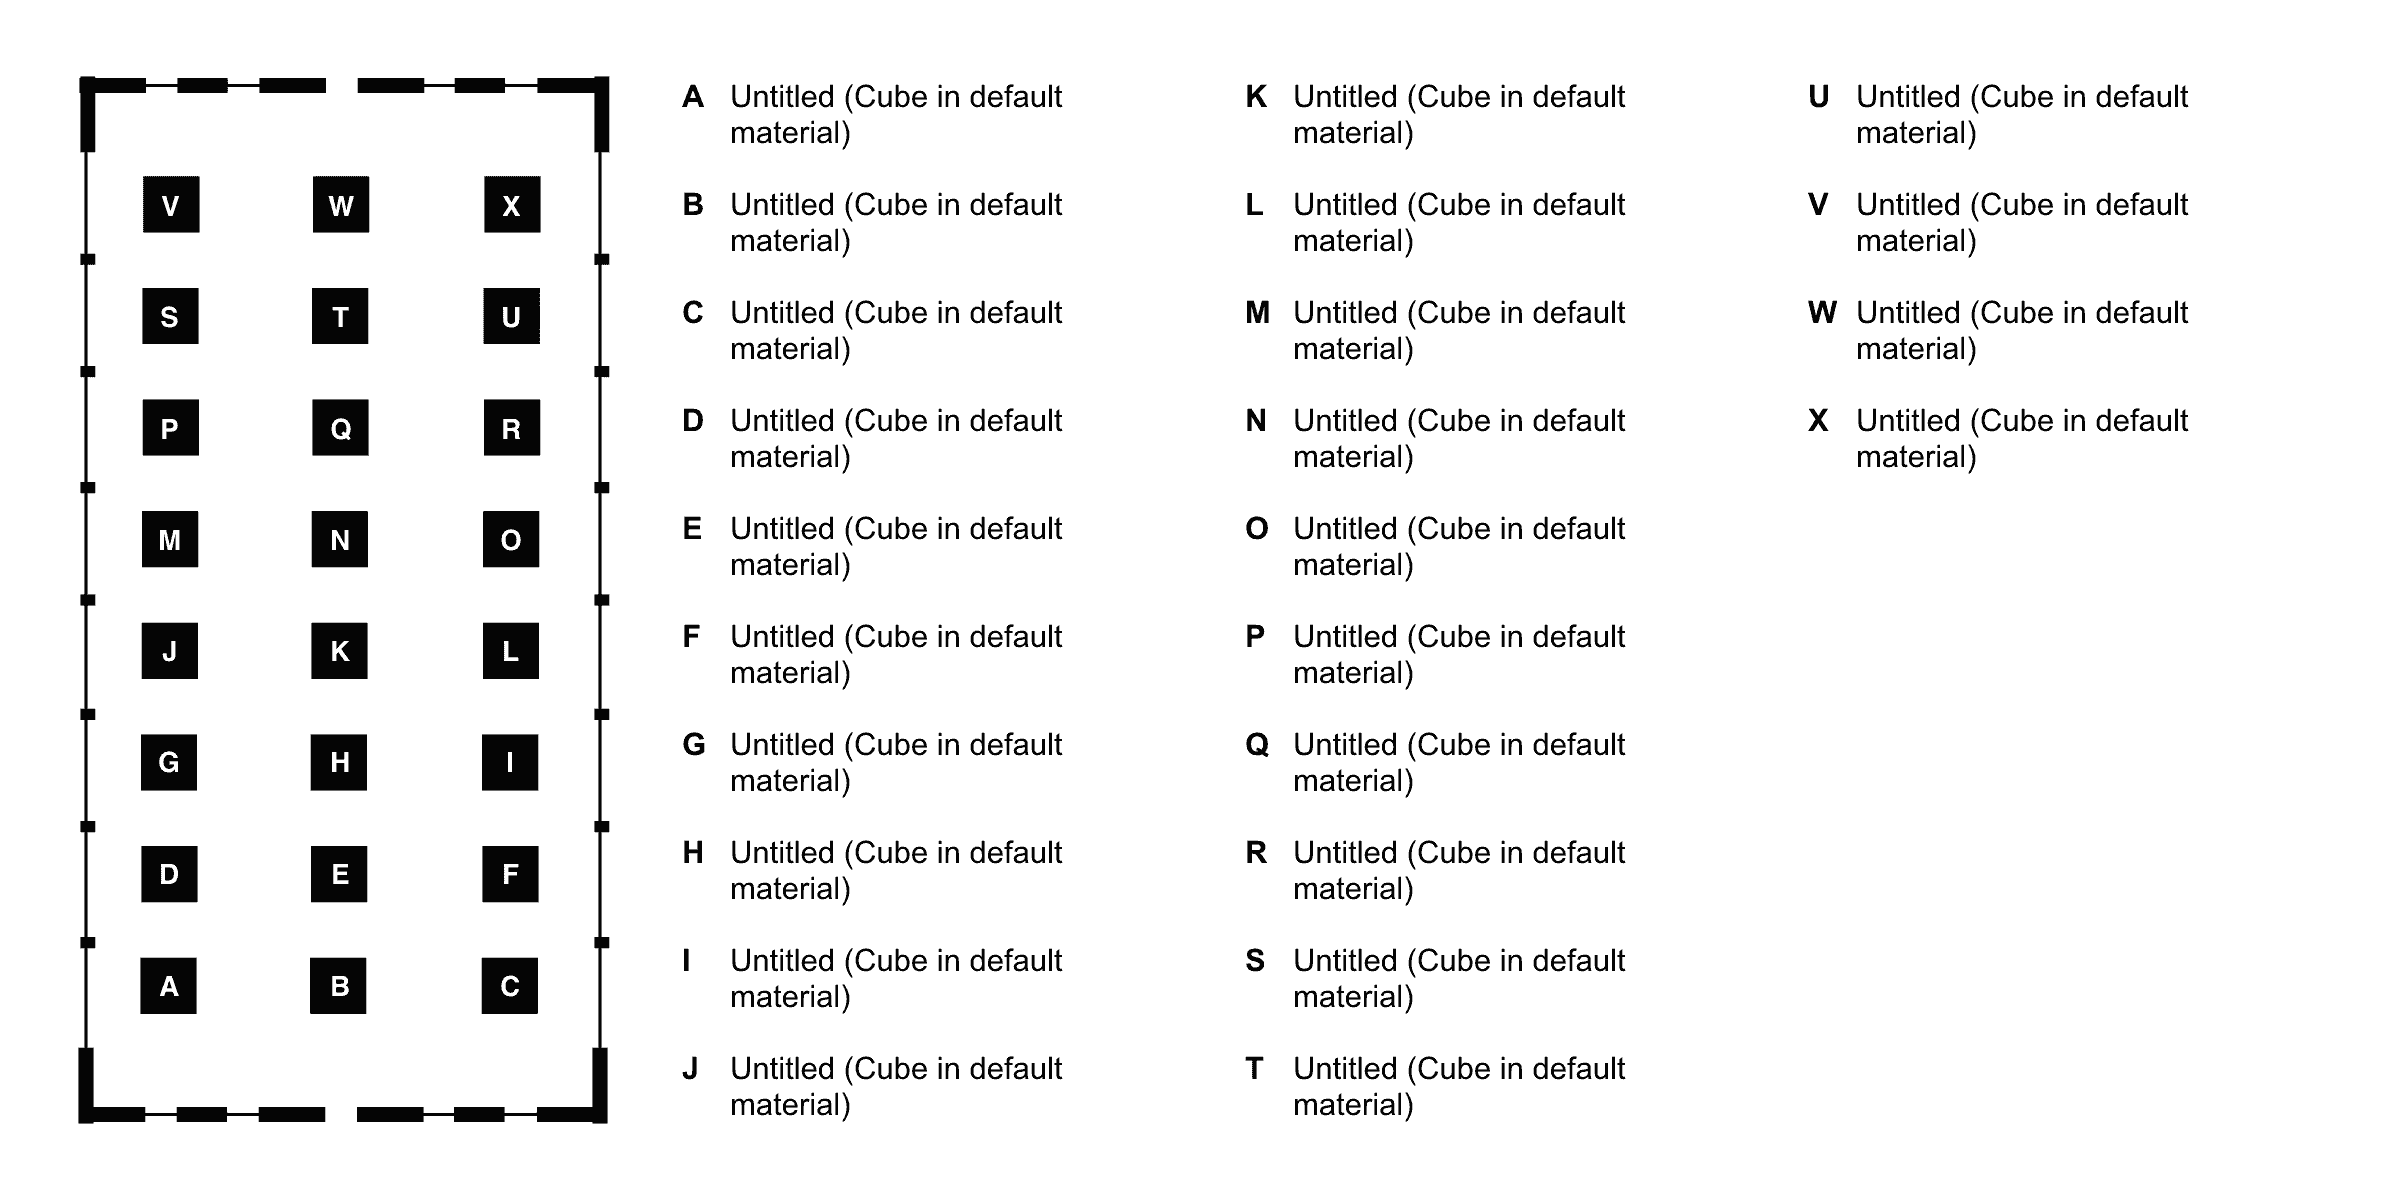 V W X
S T U
P Q R
M N O
J K L
G H I
D E F
A B C
A Untitled (Cube in default
material)
B Untitled (Cube in default
material)
C Untitled (Cube in default
material)
D Untitled (Cube in default
material)
E Untitled (Cube in default
material)
F Untitled (Cube in default
material)
G Untitled (Cube in default
material)
H Untitled (Cube in default
material)
I Untitled (Cube in default
material)
J Untitled (Cube in default
material)
K Untitled (Cube in default
material)
L Untitled (Cube in default
material)
M Untitled (Cube in default
material)
N Untitled (Cube in default
material)
O Untitled (Cube in default
material)
P Untitled (Cube in default
material)
Q Untitled (Cube in default
material)
R Untitled (Cube in default
material)
S Untitled (Cube in default
material)
T Untitled (Cube in default
material)
U Untitled (Cube in default
material)
V Untitled (Cube in default
material)
W Untitled (Cube in default
material)
X Untitled (Cube in default
material)